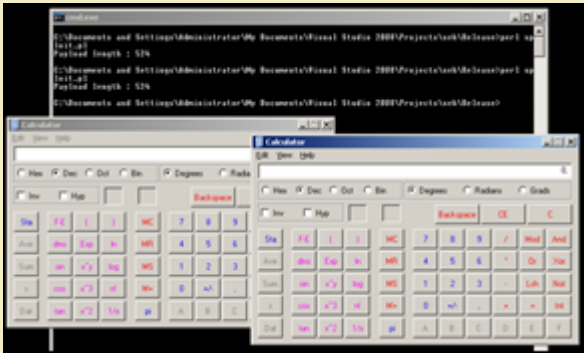 cmd.exe
C:\Documents and Settings\Administrator\My Documents\Visual Studio 2008\Projects\seh\Release>perl
Payload length : 524
C:\Documents and Settings\Administrator\My Documents\Visual Studio 2008\Projects\seh\Release>perl
Payload length : 524
C:\Documents and Settings\Administrator\My Documents\Visual Studio 2008\Projects\seh\Release>
Calculator
Edit View Help
Hex Dec Oct Bin Degrees Radia
Inv Hyp Backspace
Sta F-E ( ) MC 7 8 9
Ave dms Exp ln MR 4 5 6
Sum sin x^y log MS 1 2 3
s cos x^3 n! M+ 0 +/- .
Dat tan x^2 1/x pi A B C
Calculator
Edit View Help
0.
Hex Dec Oct Bin Degrees Radians Grads
Inv Hyp Backspace CE C
Sta F-E ( ) MC 7 8 9 / Mod And
Ave dms Exp ln MR 4 5 6 * Or Xor
Sum sin x^y log MS 1 2 3 - Lsh Not
s cos x^3 n! M+ 0 +/- . + = Int
Dat tan x^2 1/x pi A B C D E F